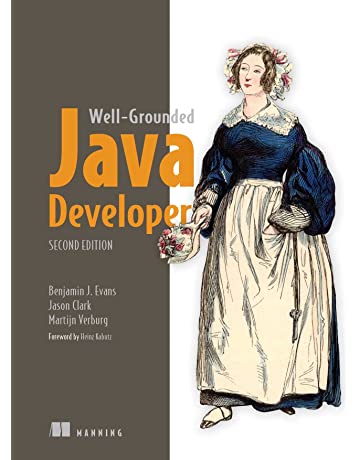 Well-Grounded
Java
Developer
SECOND EDITION
Benjamin J. Evans
Jason Clark
Martijn Verburg
Foreword by Heinz Kabutz
MANNING